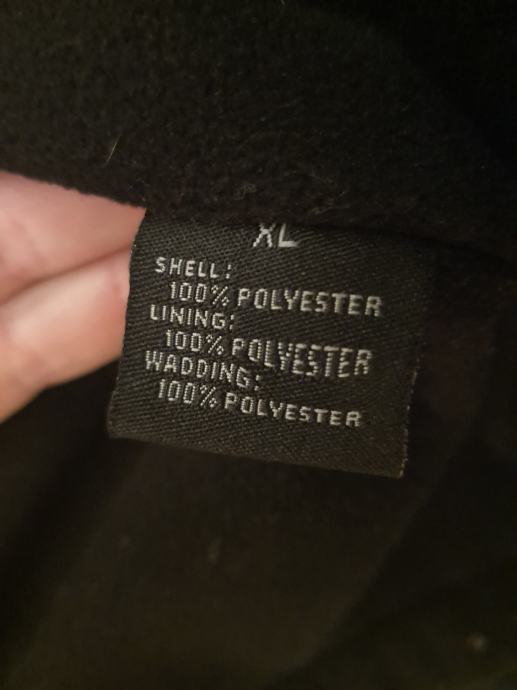 XL
SHELL:
100% POLYESTER
LINING:
100% POLYESTER
WADDING:
100% POLYESTER